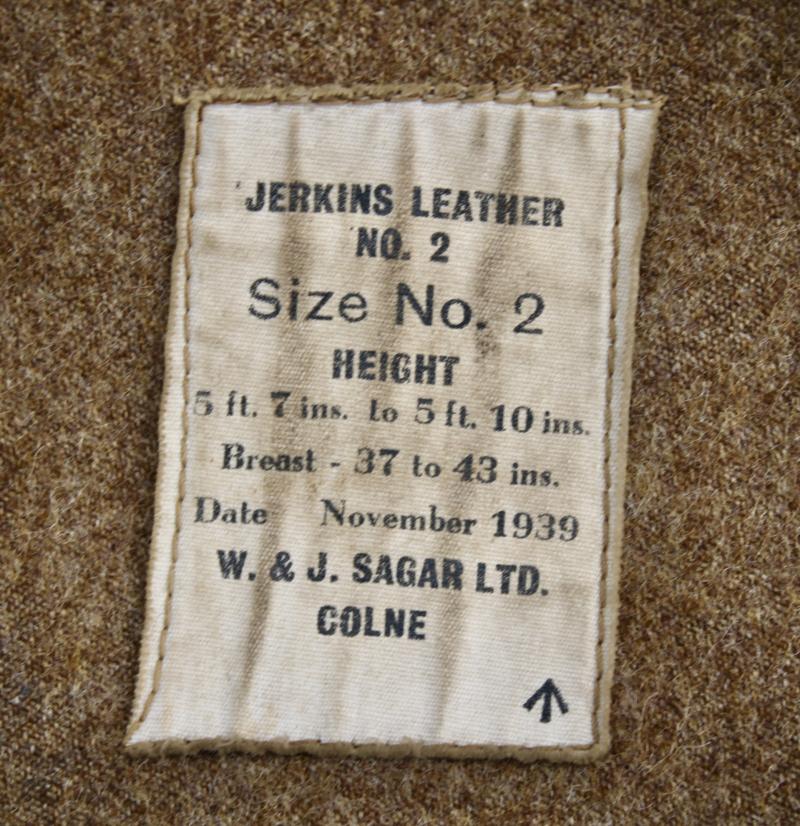 JERKINS LEATHER
NO. 2
Size No. 2
HEIGHT
5 ft. 7 ins. to 5 ft. 10 ins.
Breast - 37 to 43 ins.
Date November 1939
W. & J. SAGAR LTD.
COLNE